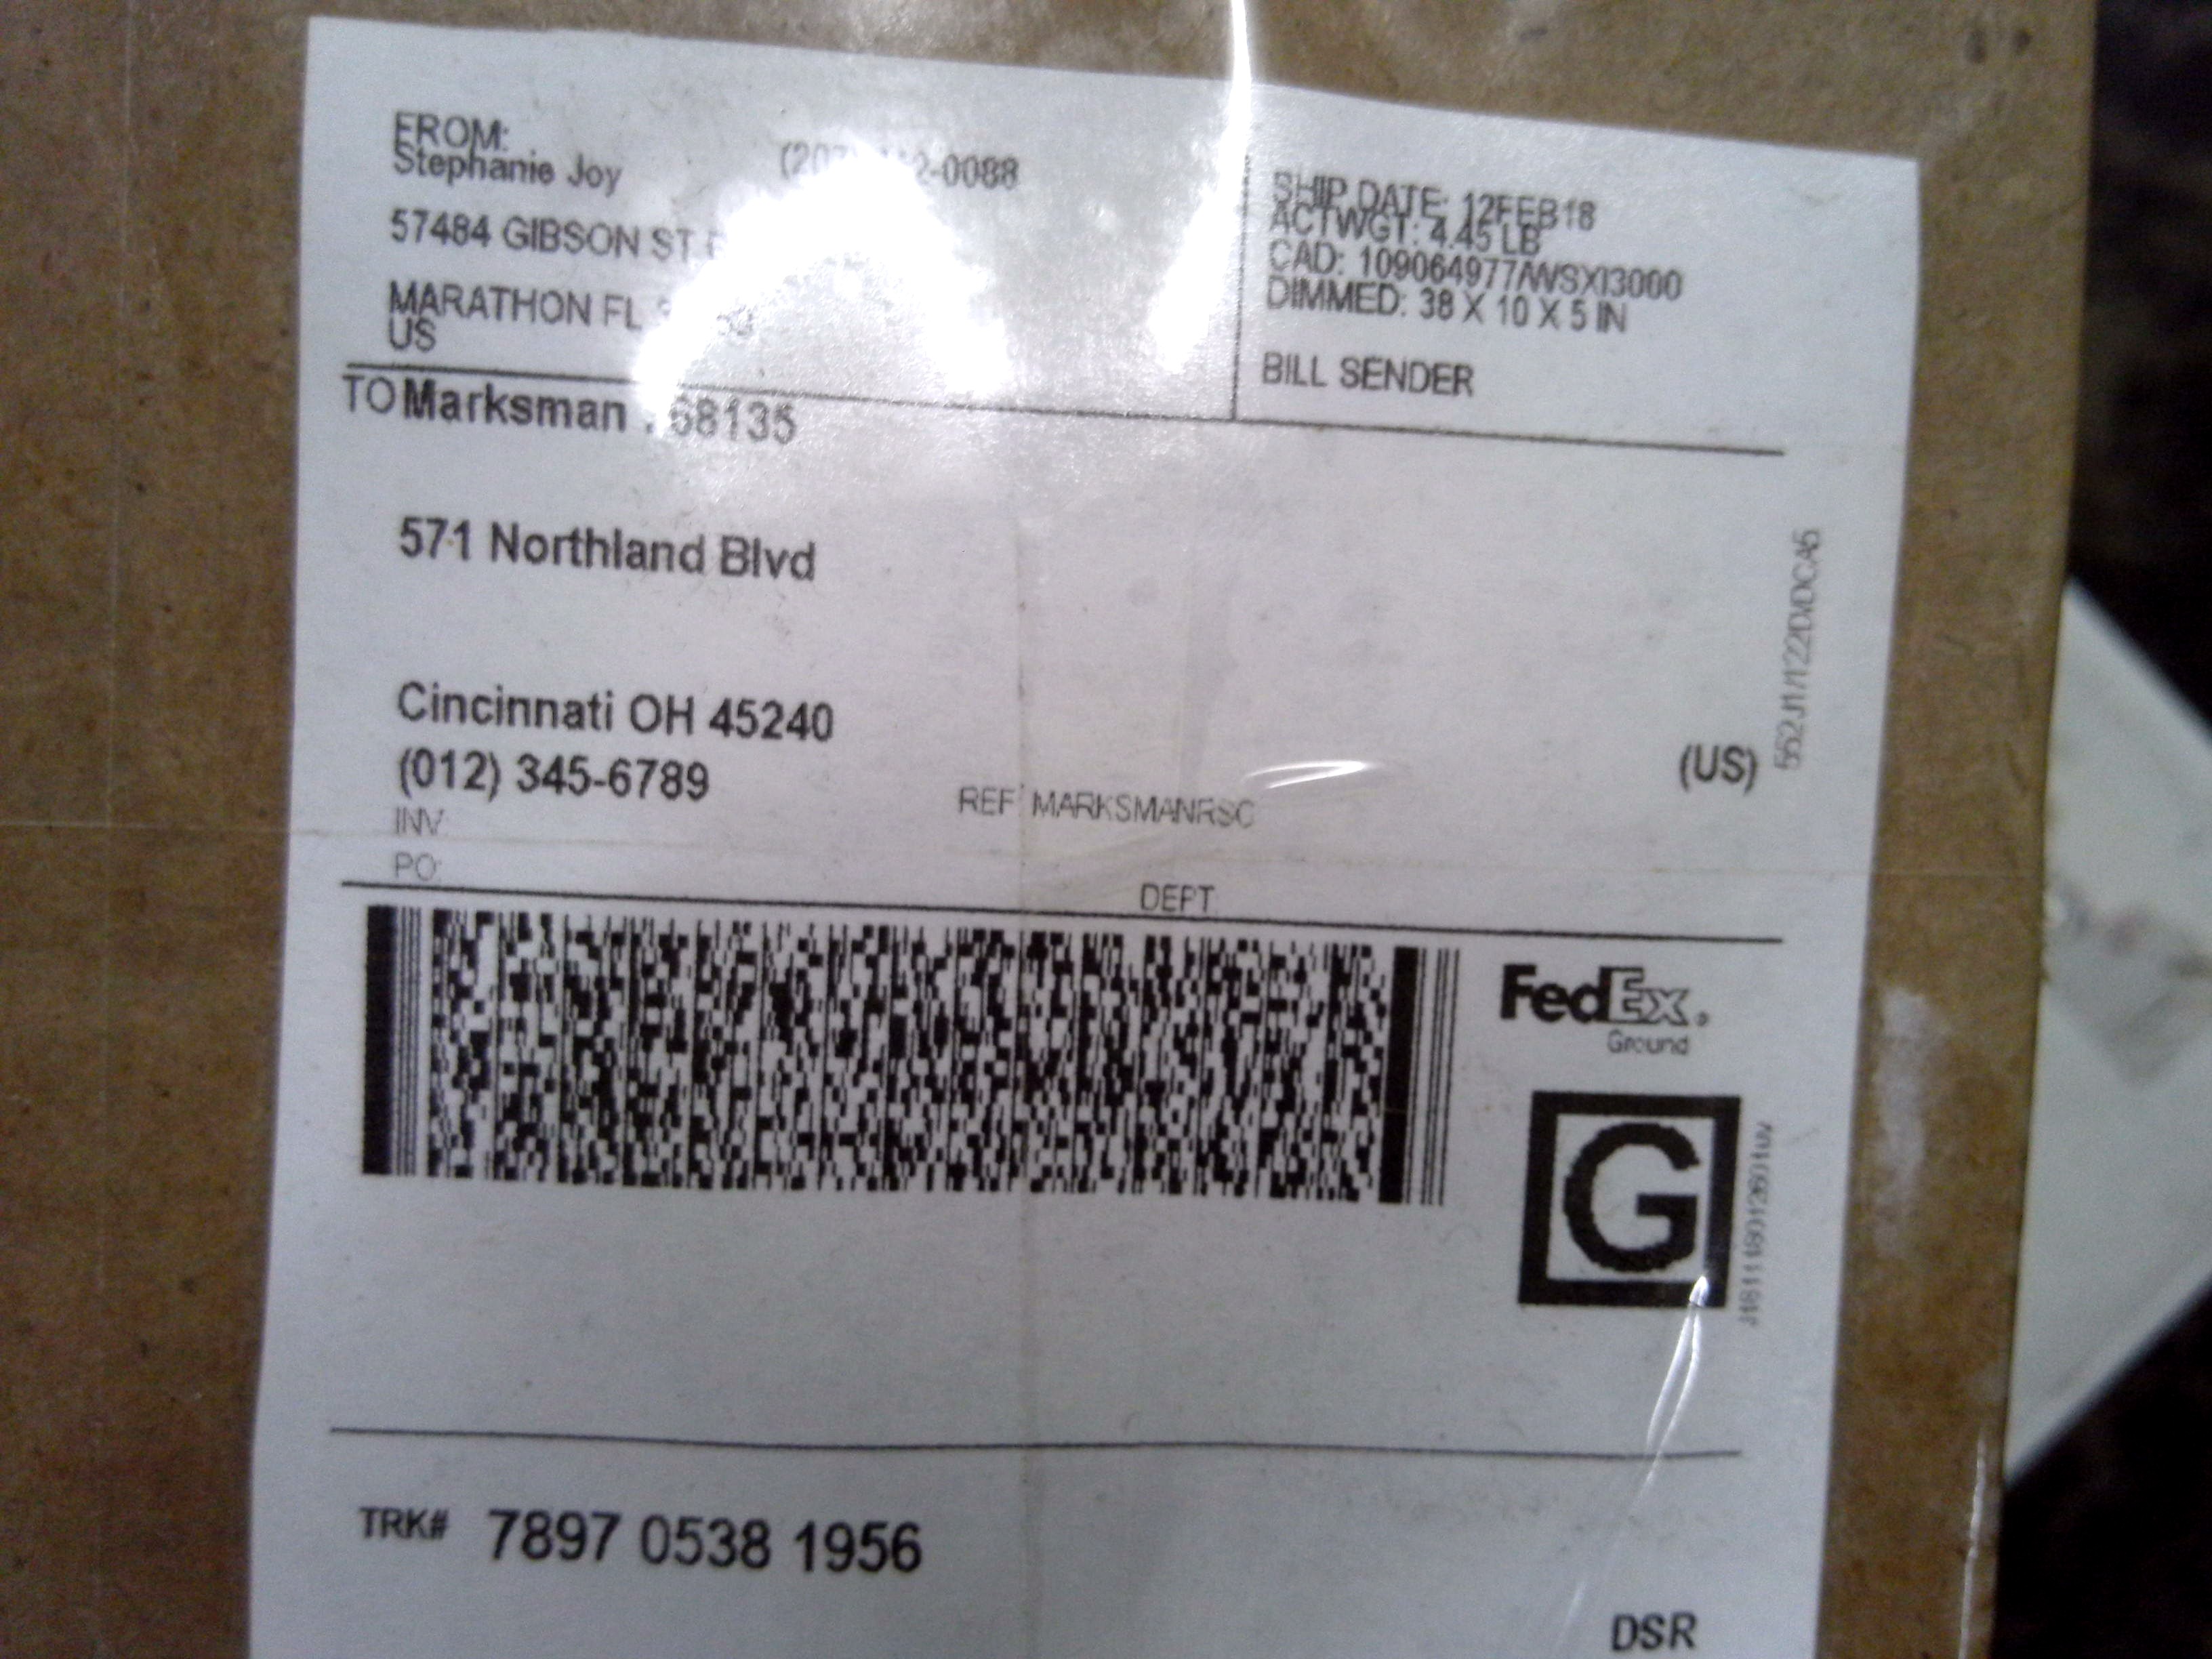 FROM:
Stephanie Joy
57484 GIBSON ST
MARATHON FL
US
SHIP DATE: 12FEB18
ACTWGT: 4.45 LB
CAD: 109064977/WSXI3000
DIMMED: 38 X 10 X 5 IN
BILL SENDER
TO Marksman 68135
571 Northland Blvd
Cincinnati OH 45240
(012) 345-6789
(US)
INV:
REF: MARKSMANRSC
PO:
DEPT:
FedEx
Ground
G
TRK# 7897 0538 1956
DSR